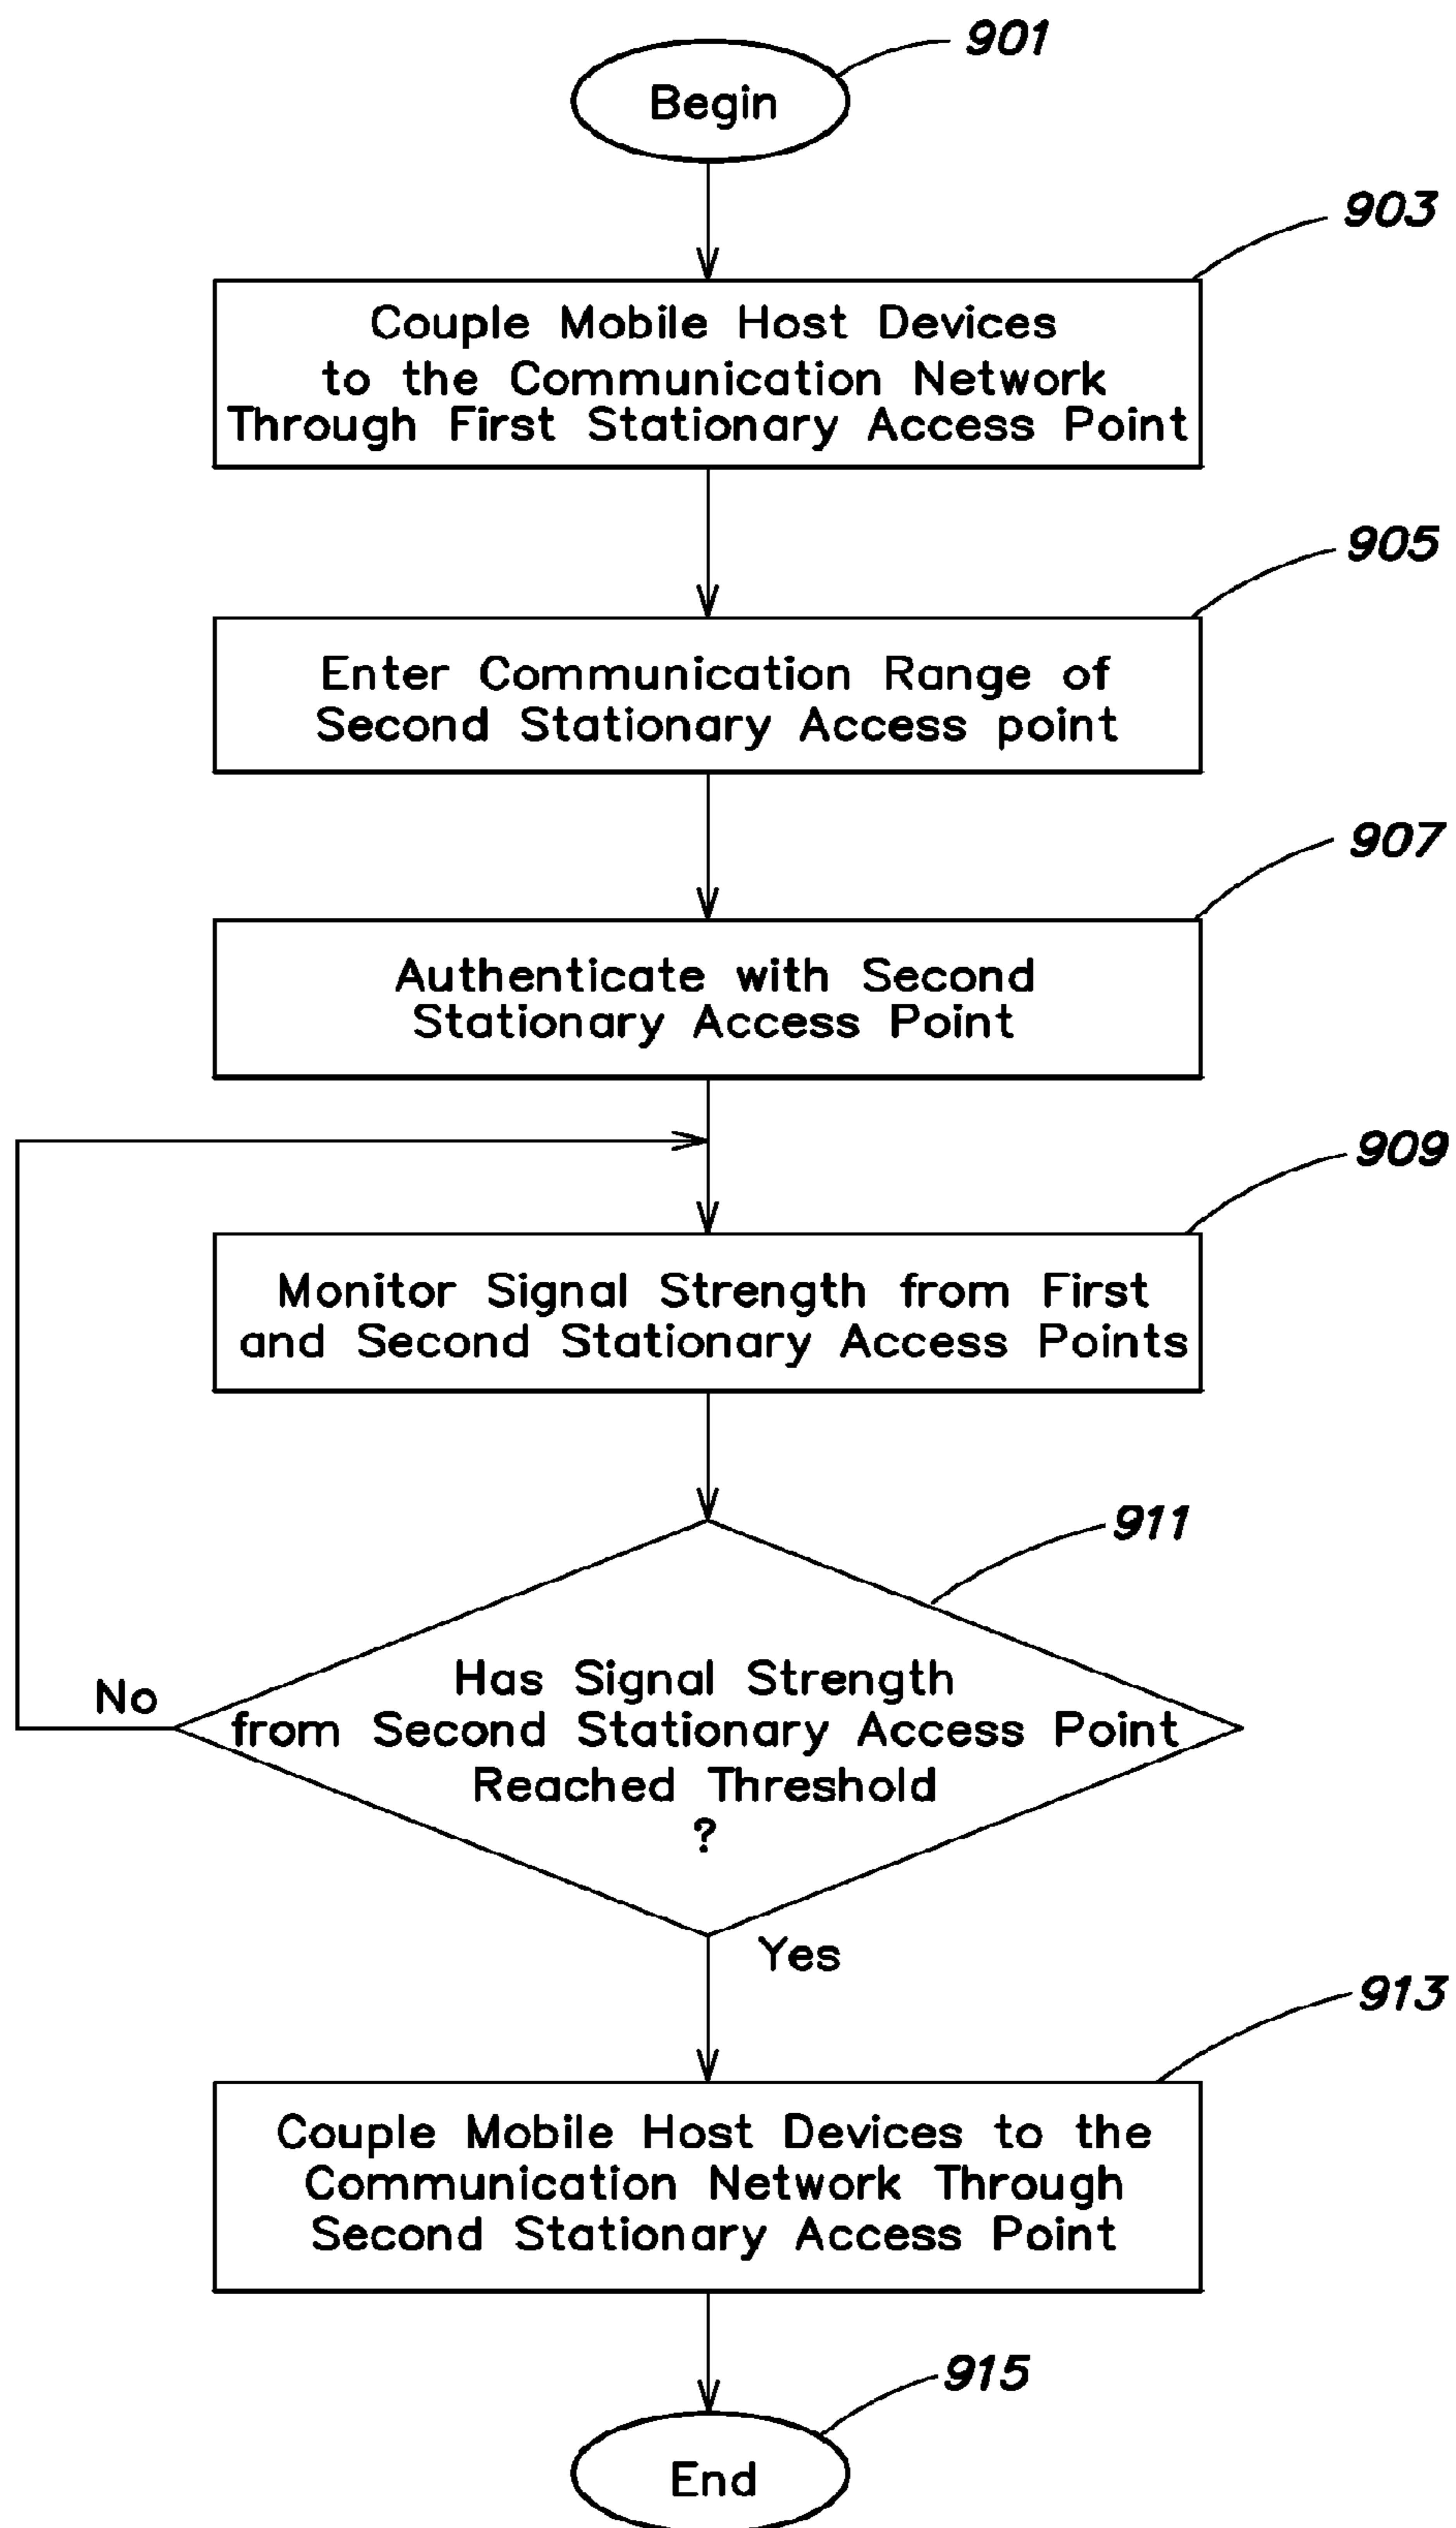 901
Begin
903
Couple Mobile Host Devices
to the Communication Network
Through First Stationary Access Point
905
Enter Communication Range of
Second Stationary Access point
907
Authenticate with Second
Stationary Access Point
909
Monitor Signal Strength from First
and Second Stationary Access Points
911
Has Signal Strength
from Second Stationary Access Point
Reached Threshold
?
No
Yes
913
Couple Mobile Host Devices to the
Communication Network Through
Second Stationary Access Point
915
End